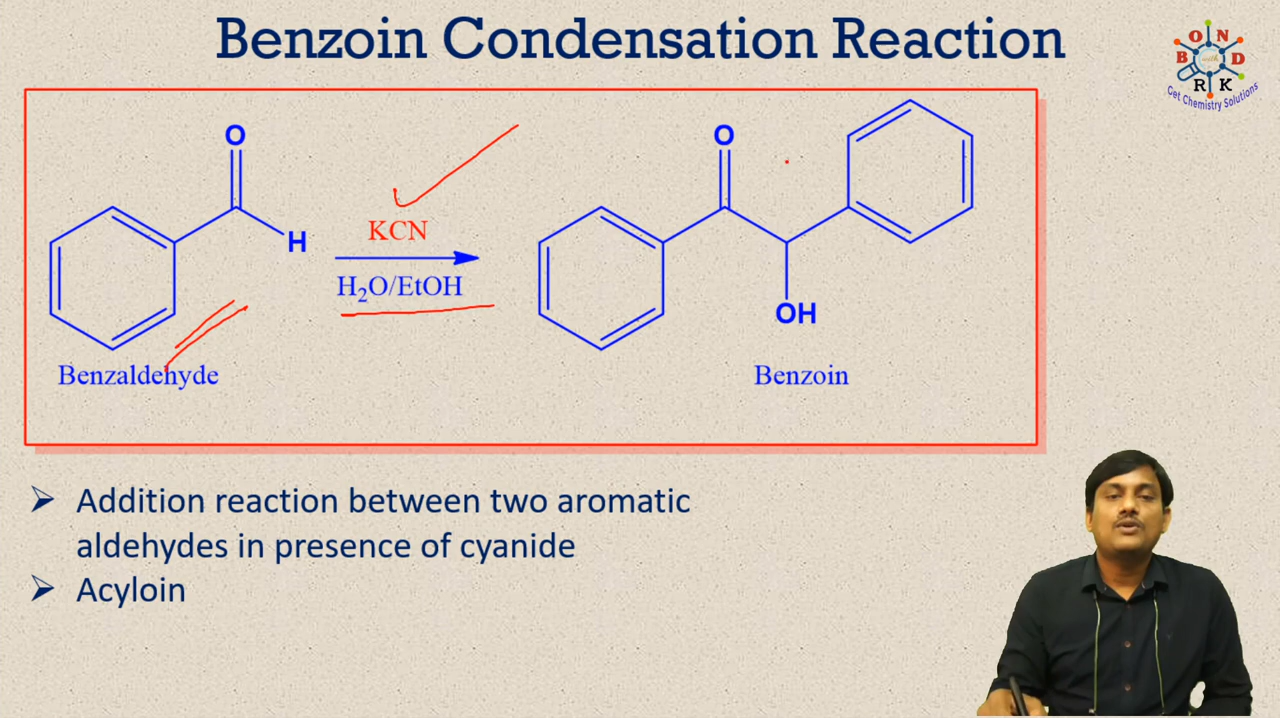 Benzoin Condensation Reaction
B O N D
with
R K
Get Chemistry Solutions
O
H
KCN
H₂O/EtOH
Benzaldehyde
O
OH
Benzoin
➢ Addition reaction between two aromatic
aldehydes in presence of cyanide
➢ Acyloin